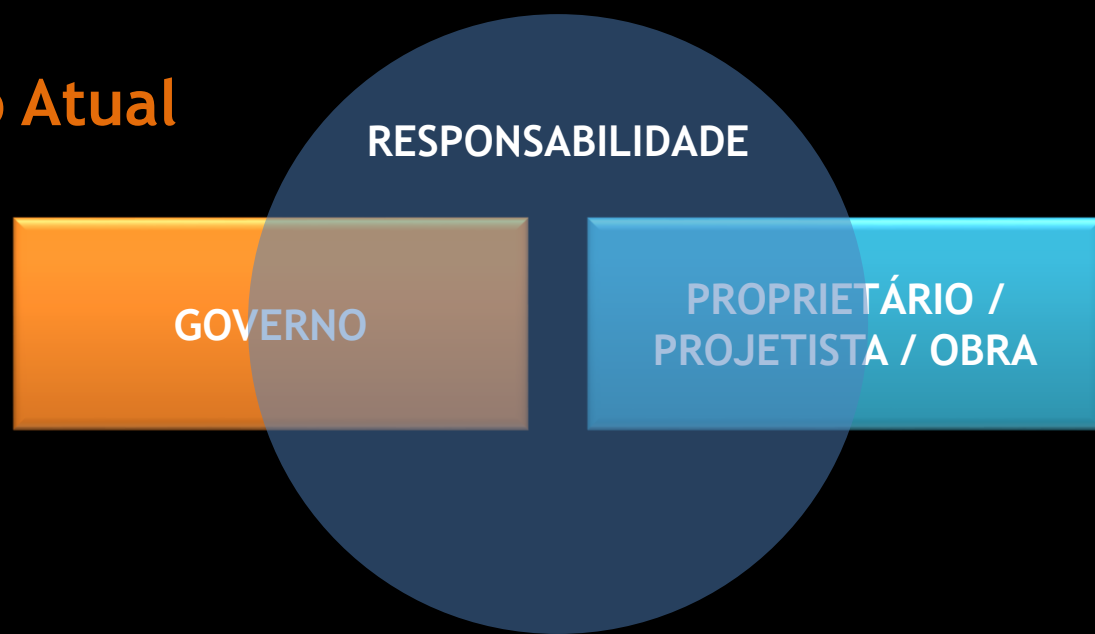 o Atual
RESPONSABILIDADE
GOVERNO
PROPRIETÁRIO /
PROJETISTA / OBRA